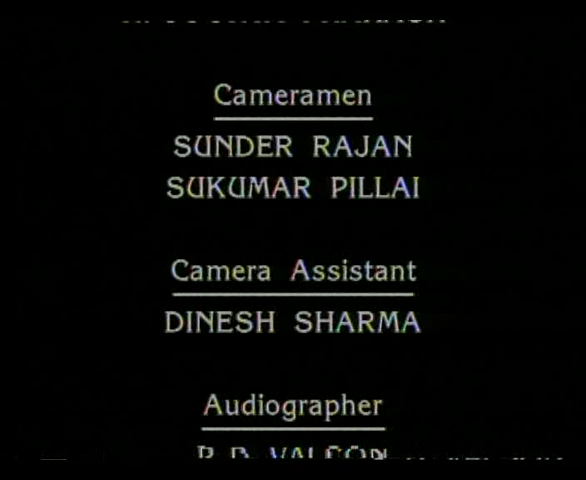 Cameramen
SUNDER RAJAN
SUKUMAR PILLAI
Camera Assistant
DINESH SHARMA
Audiographer